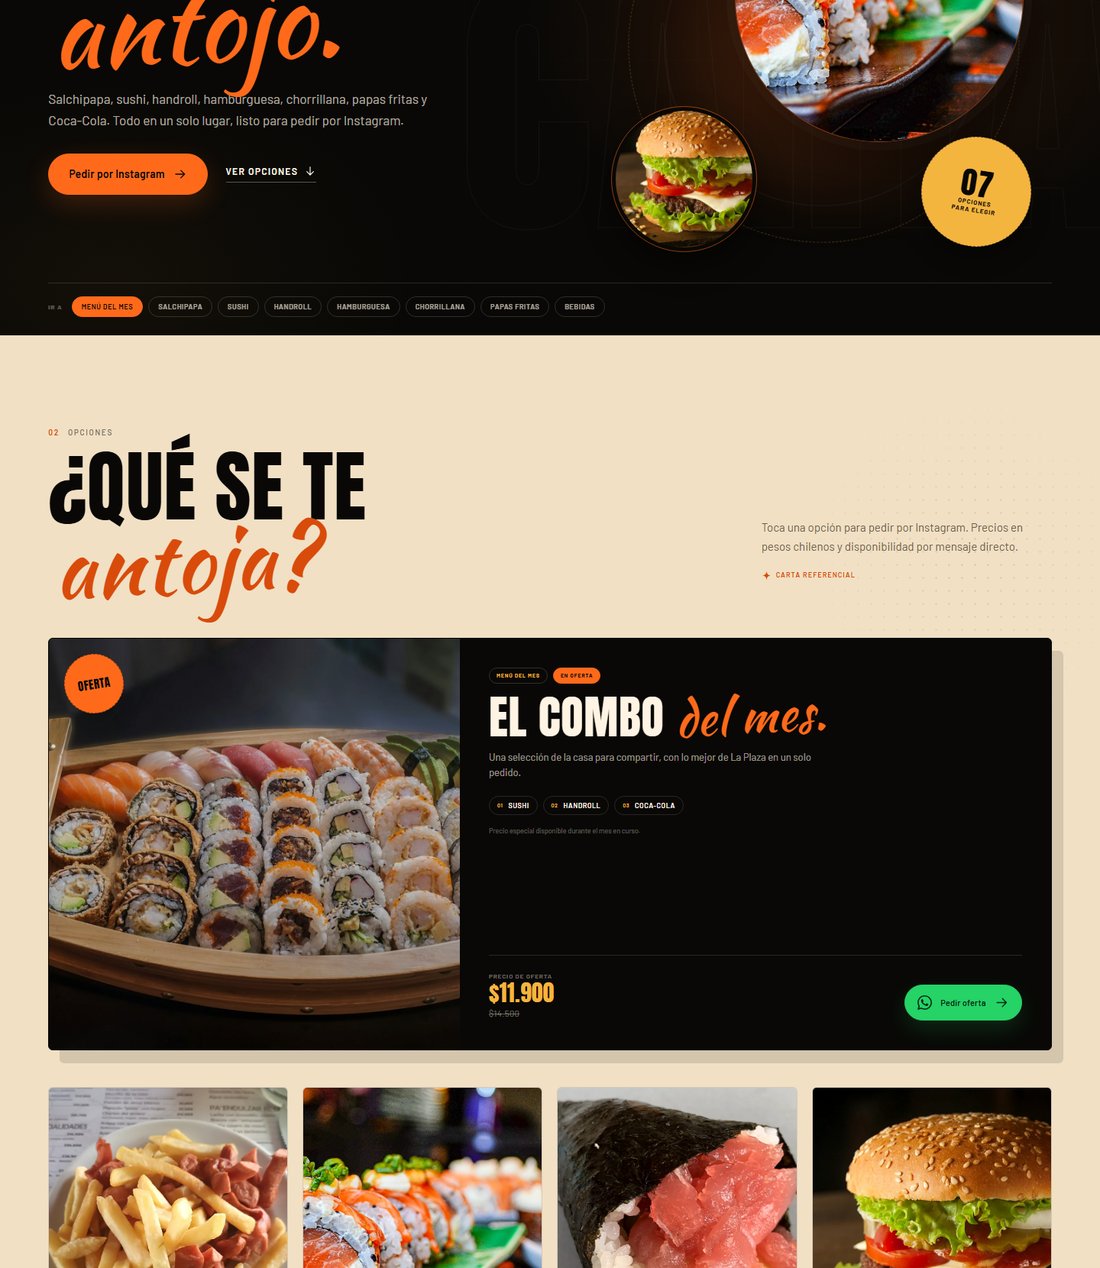 antojo.
Salchipapa, sushi, handroll, hamburguesa, chorrillana, papas fritas y
Coca-Cola. Todo en un solo lugar, listo para pedir por Instagram.
Pedir por Instagram
VER OPCIONES
07
OPCIONES
PARA ELEGIR
IR A
MENÚ DEL MES
SALCHIPAPA
SUSHI
HANDROLL
HAMBURGUESA
CHORRILLANA
PAPAS FRITAS
BEBIDAS
02 OPCIONES
¿QUÉ SE TE
antoja?
Toca una opción para pedir por Instagram. Precios en
pesos chilenos y disponibilidad por mensaje directo.
CARTA REFERENCIAL
OFERTA
MENÚ DEL MES
EN OFERTA
EL COMBO del mes.
Una selección de la casa para compartir, con lo mejor de La Plaza en un solo
pedido.
01 SUSHI
02 HANDROLL
03 COCA-COLA
Precio especial disponible durante el mes en curso.
PRECIO DE OFERTA
$11.900
$14.500
Pedir oferta